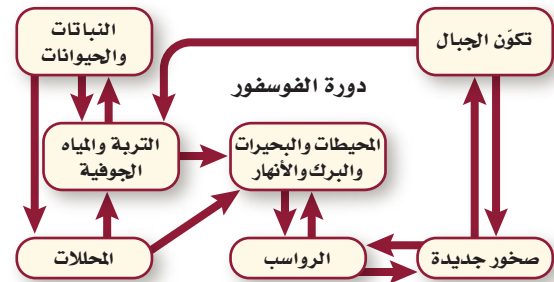 تكوّن الجبال
النباتات
والحيوانات
دورة الفوسفور
المحيطات والبحيرات
والبرك والأنهار
التربة والمياه
الجوفية
صخور جديدة
الرواسب
المحللات